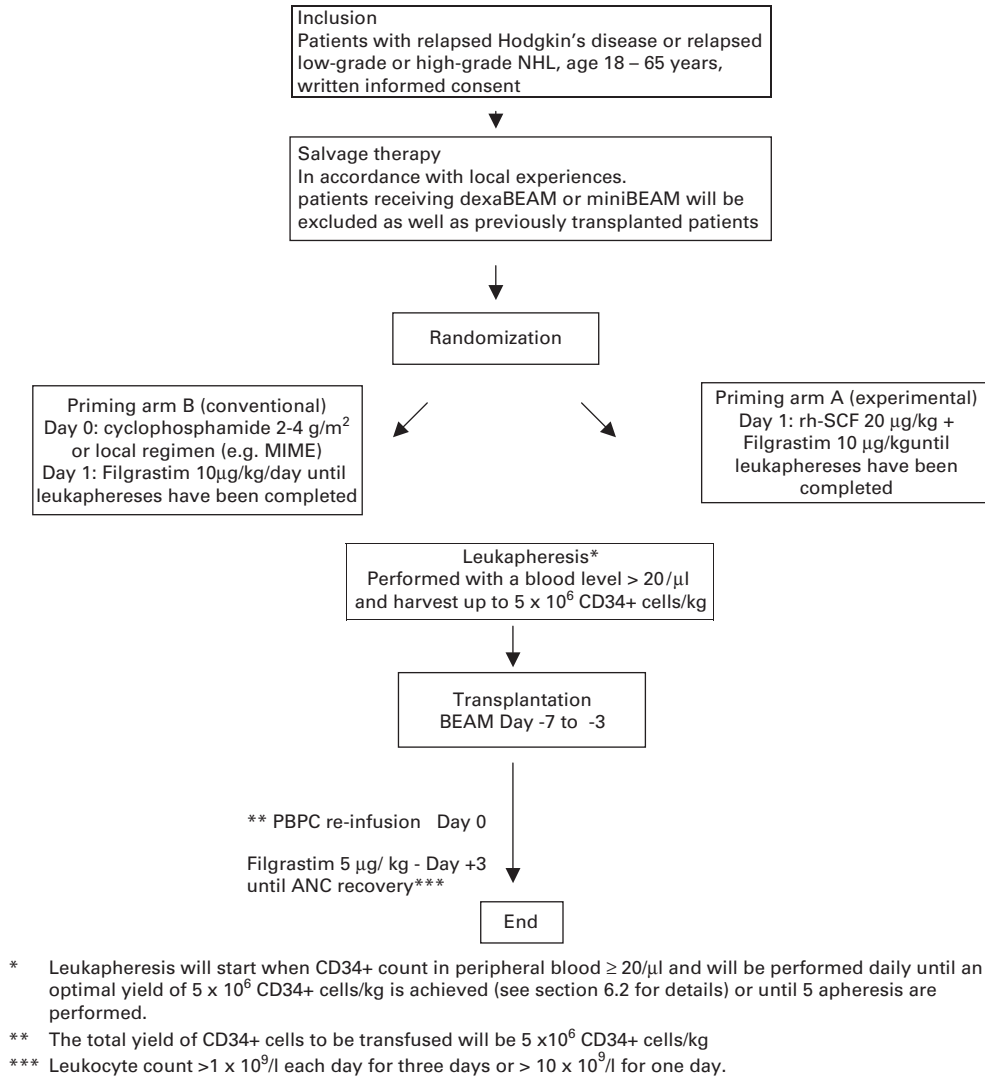 Inclusion
Patients with relapsed Hodgkin's disease or relapsed
low-grade or high-grade NHL, age 18 – 65 years,
written informed consent
Salvage therapy
In accordance with local experiences.
patients receiving dexaBEAM or miniBEAM will be
excluded as well as previously transplanted patients
Randomization
Priming arm B (conventional)
Day 0: cyclophosphamide 2-4 g/m²
or local regimen (e.g. MIME)
Day 1: Filgrastim 10µg/kg/day until
leukaphereses have been completed
Priming arm A (experimental)
Day 1: rh-SCF 20 µg/kg +
Filgrastim 10 µg/kguntil
leukaphereses have been
completed
Leukapheresis*
Performed with a blood level > 20/µl
and harvest up to 5 x 10⁶ CD34+ cells/kg
Transplantation
BEAM Day -7 to -3
** PBPC re-infusion Day 0
Filgrastim 5 µg/ kg - Day +3
until ANC recovery***
End
* Leukapheresis will start when CD34+ count in peripheral blood ≥ 20/µl and will be performed daily until an
optimal yield of 5 x 10⁶ CD34+ cells/kg is achieved (see section 6.2 for details) or until 5 apheresis are
performed.
** The total yield of CD34+ cells to be transfused will be 5 x10⁶ CD34+ cells/kg
*** Leukocyte count >1 x 10⁹/l each day for three days or > 10 x 10⁹/l for one day.